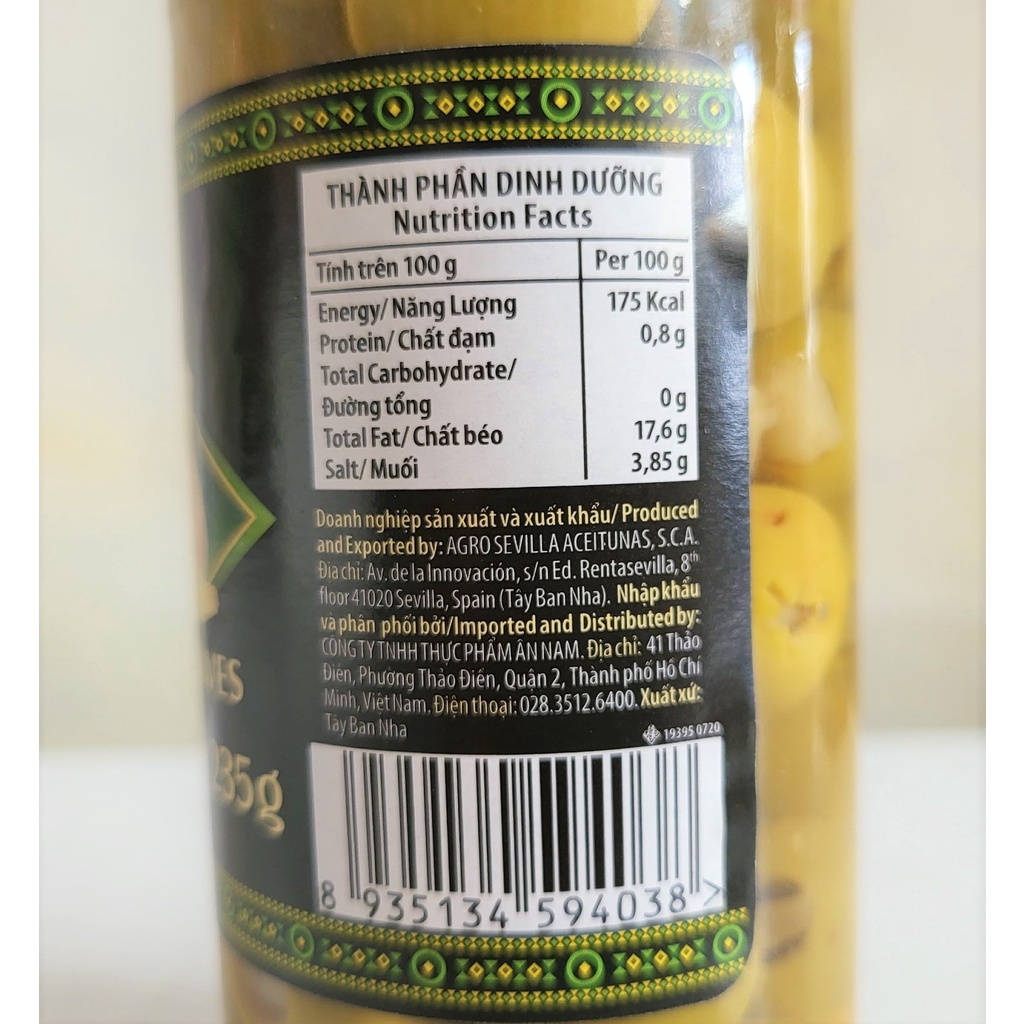 THÀNH PHẦN DINH DƯỠNG
Nutrition Facts
Tính trên 100 g Per 100 g
Energy/ Năng Lượng 175 Kcal
Protein/ Chất đạm 0,8 g
Total Carbohydrate/
Đường tổng 0 g
Total Fat/ Chất béo 17,6 g
Salt/ Muối 3,85 g
Doanh nghiệp sản xuất và xuất khẩu/ Produced
and Exported by: AGRO SEVILLA ACEITUNAS, S.C.A.
Địa chỉ: Av. de la Innovación, s/n Ed. Rentasevilla, 8th
floor 41020 Sevilla, Spain (Tây Ban Nha). Nhập khẩu
và phân phối bởi/Imported and Distributed by:
CÔNG TY TNHH THỰC PHẨM ÂN NAM. Địa chỉ: 41 Thảo
Điền, Phường Thảo Điền, Quận 2, Thành phố Hồ Chí
Minh, Việt Nam. Điện thoại: 028.3512.6400. Xuất xứ:
Tây Ban Nha
19395 0720
235g
8 935134 594038 >